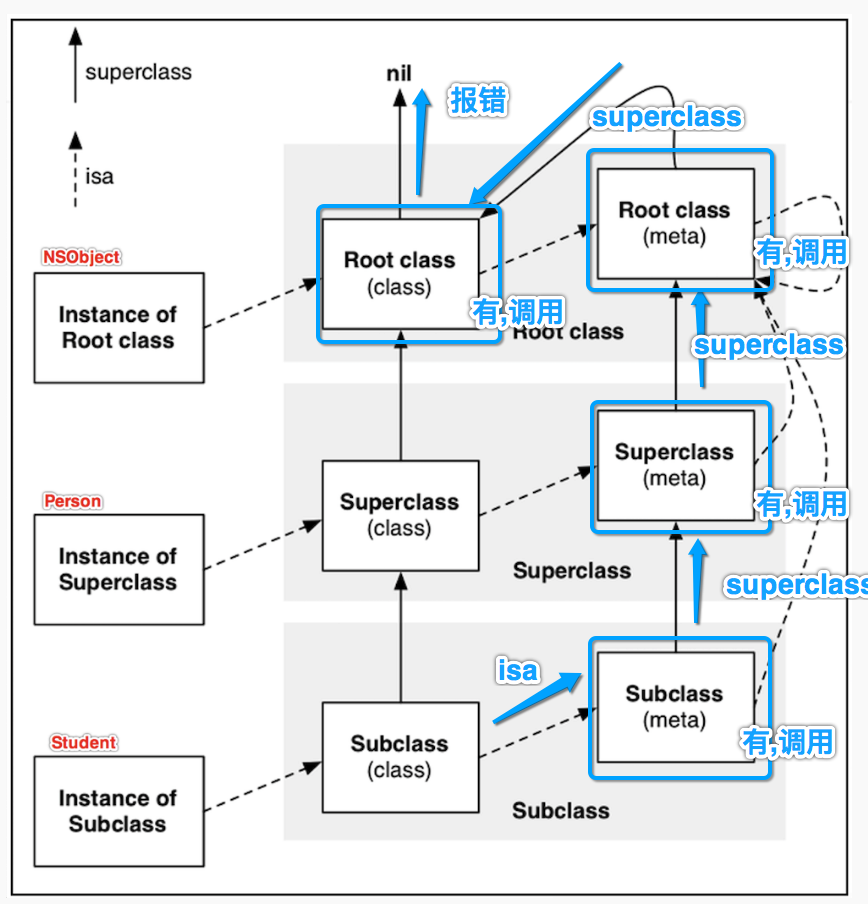 superclass
isa
nil
报错
superclass
Root class
(meta)
有,调用
NSObject
Instance of
Root class
Root class
(class)
有,调用
Root class
superclass
Person
Instance of
Superclass
Superclass
(class)
Superclass
(meta)
有,调用
Superclass
superclass
isa
Student
Instance of
Subclass
Subclass
(class)
Subclass
(meta)
有,调用
Subclass